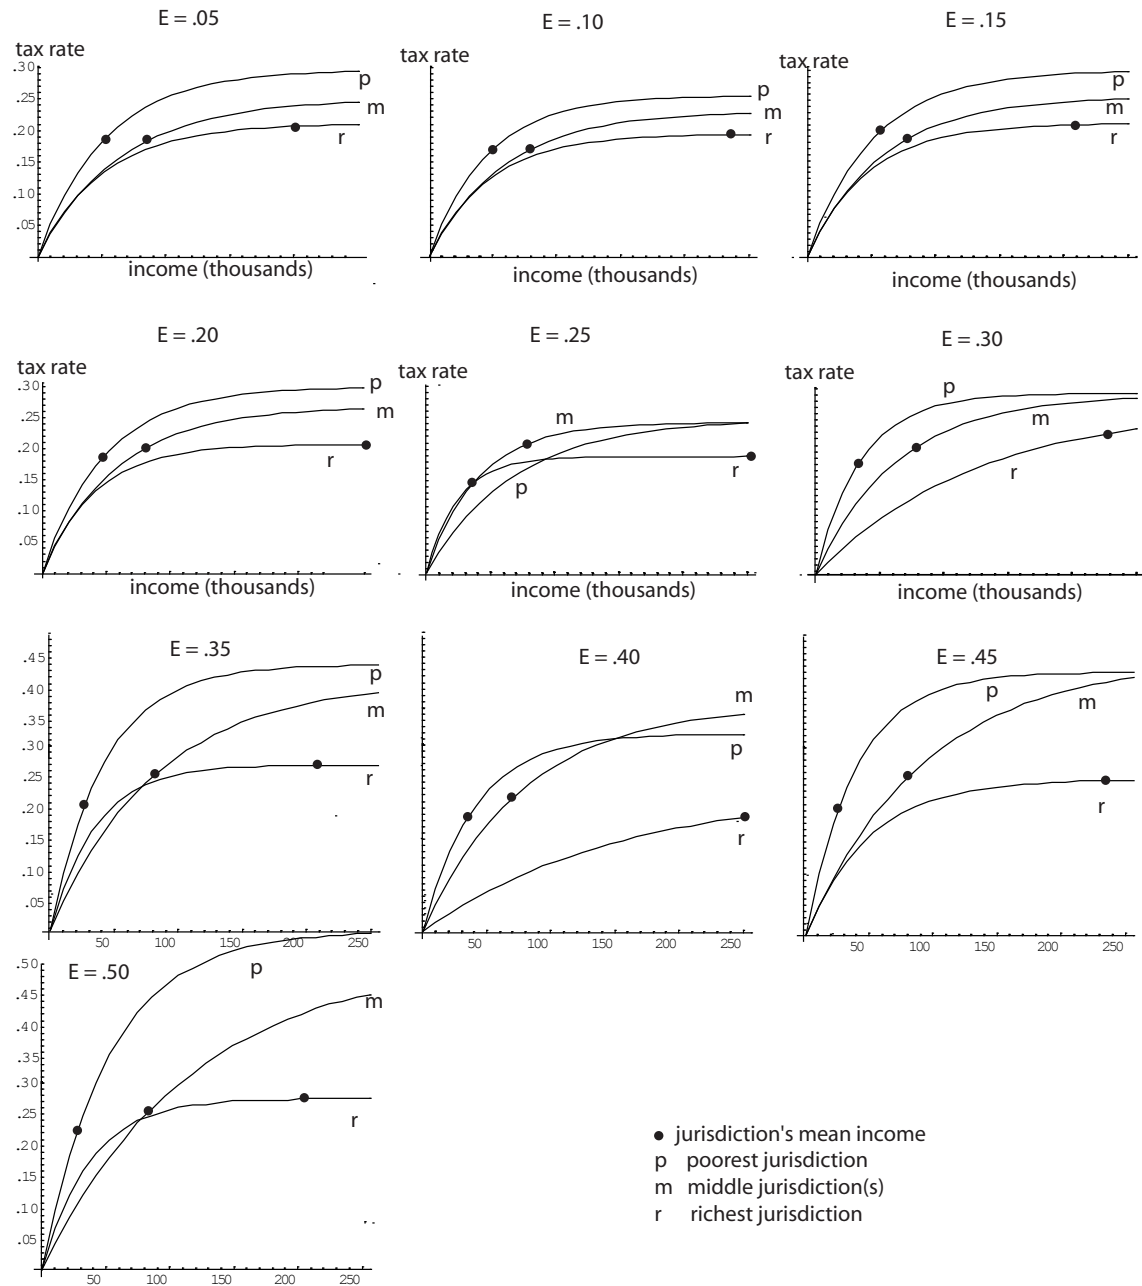 E = .05
E = .10
E = .15
tax rate
tax rate
tax rate
.30
.25
.20
.15
.10
.05
p
m
r
p
m
r
p
m
r
income (thousands)
income (thousands)
income (thousands)
E = .20
E = .25
E = .30
tax rate
tax rate
tax rate
.30
.25
.20
.15
.10
.05
p
m
r
m
p
r
p
m
r
income (thousands)
income (thousands)
income (thousands)
E = .35
.45
.40
.35
.30
.25
.20
.15
.10
.05
p
m
r
50 100 150 200 250
E = .40
m
p
r
50 100 150 200 250
E = .45
p
m
r
50 100 150 200 250
E = .50
.50
.45
.40
.35
.30
.25
.20
.15
.10
.05
p
m
r
50 100 150 200 250
jurisdiction's mean income
p poorest jurisdiction
m middle jurisdiction(s)
r richest jurisdiction